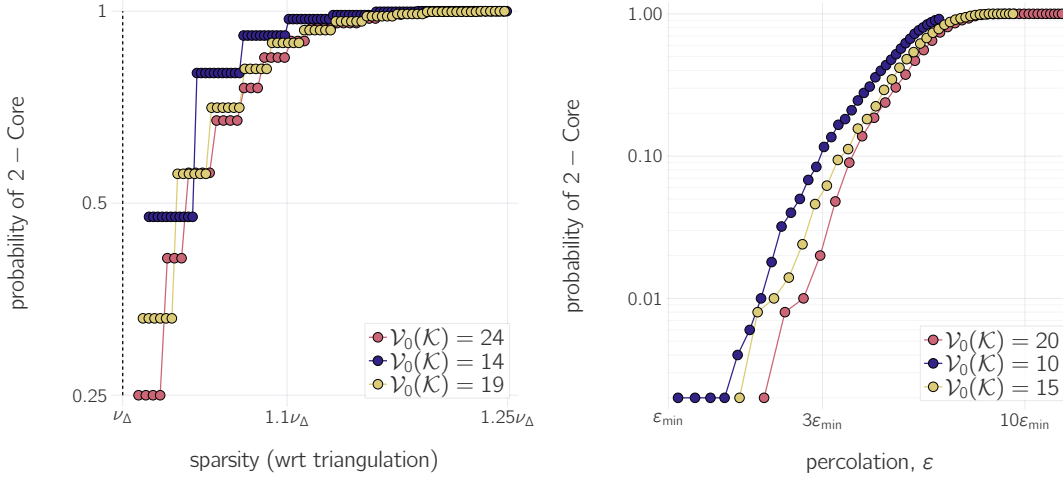 probability of 2 − Core
1
0.5
0.25
𝒱₀(𝒦) = 24
𝒱₀(𝒦) = 14
𝒱₀(𝒦) = 19
ν_Δ
1.1ν_Δ
1.25ν_Δ
sparsity (wrt triangulation)
probability of 2 − Core
1.00
0.10
0.01
𝒱₀(𝒦) = 20
𝒱₀(𝒦) = 10
𝒱₀(𝒦) = 15
ε_min
3ε_min
10ε_min
percolation, ε